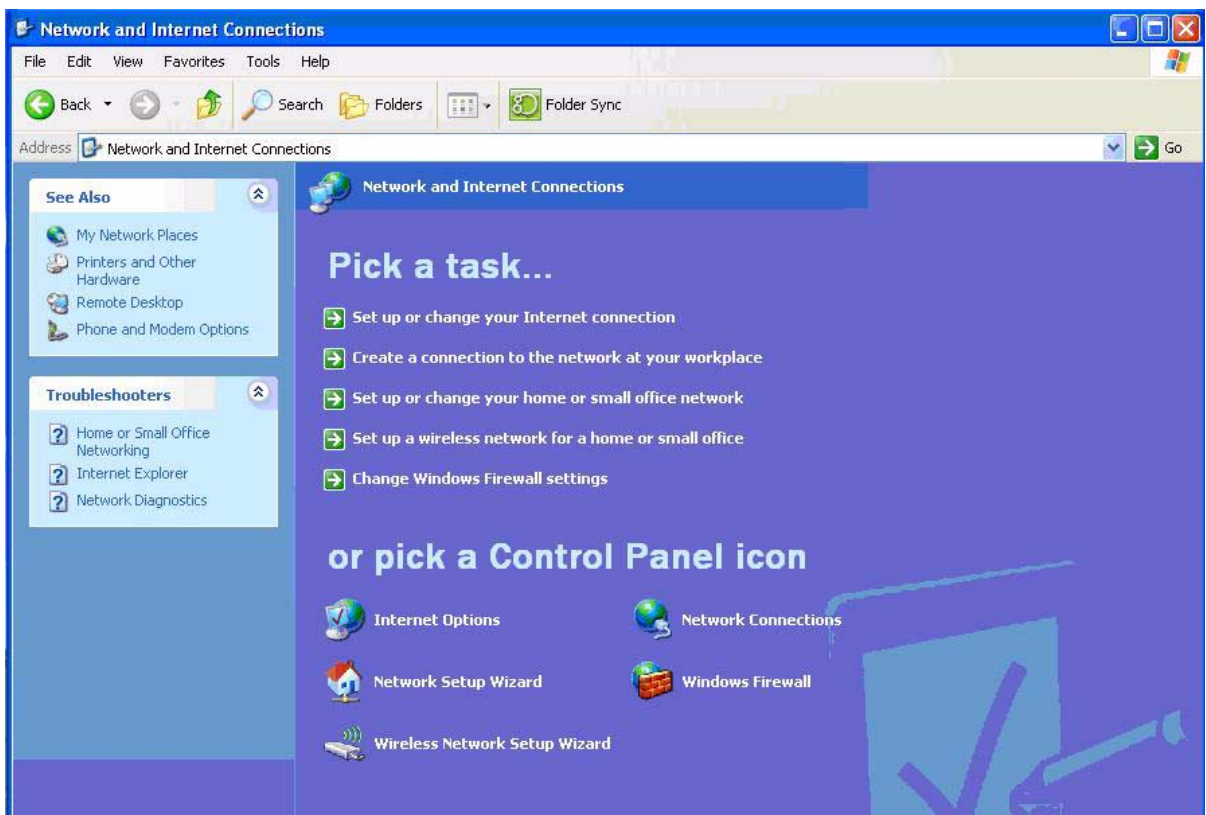 Network and Internet Connections
File Edit View Favorites Tools Help
Back Search Folders Folder Sync
Address Network and Internet Connections Go
See Also
My Network Places
Printers and Other
Hardware
Remote Desktop
Phone and Modem Options
Troubleshooters
Home or Small Office
Networking
Internet Explorer
Network Diagnostics
Network and Internet Connections
Pick a task...
Set up or change your Internet connection
Create a connection to the network at your workplace
Set up or change your home or small office network
Set up a wireless network for a home or small office
Change Windows Firewall settings
or pick a Control Panel icon
Internet Options Network Connections
Network Setup Wizard Windows Firewall
Wireless Network Setup Wizard